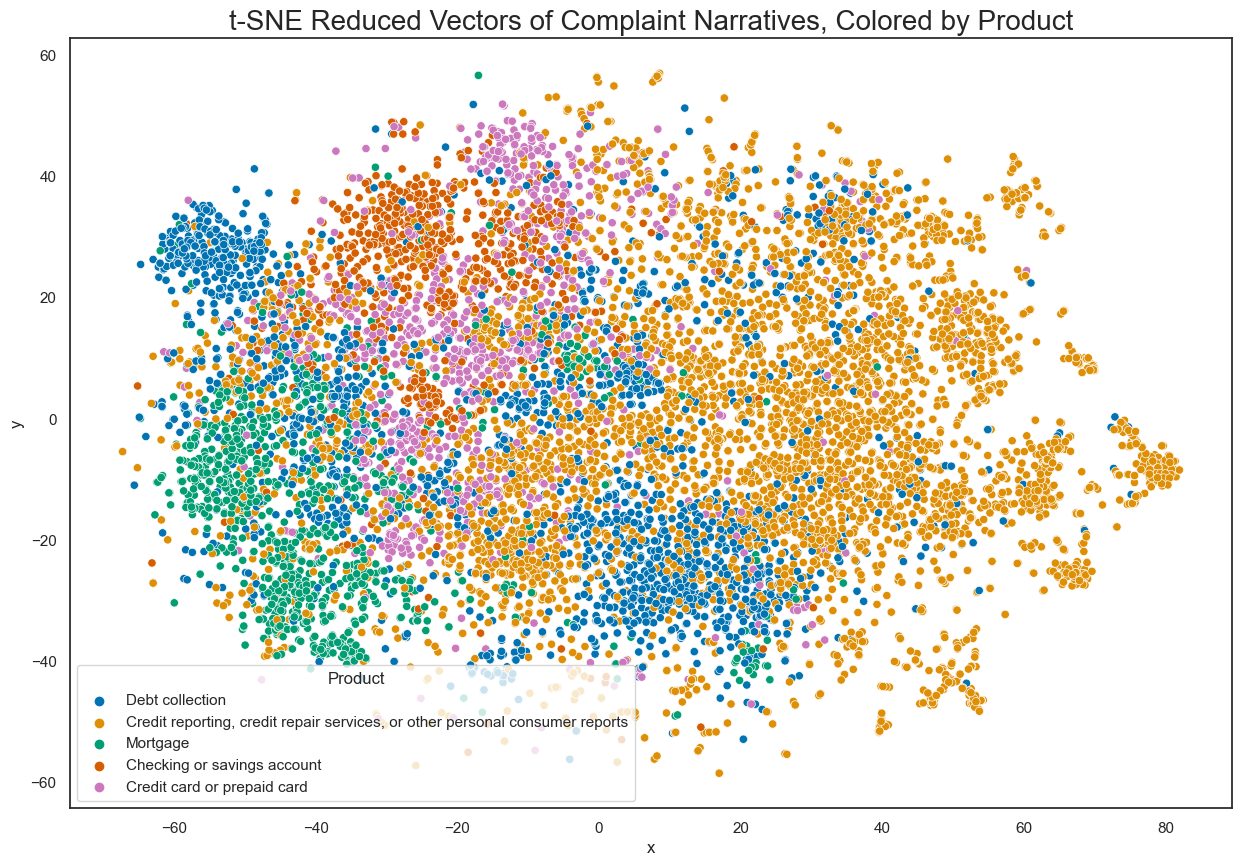 t-SNE Reduced Vectors of Complaint Narratives, Colored by Product
60
40
20
0
−20
−40
−60
y
Product
Debt collection
Credit reporting, credit repair services, or other personal consumer reports
Mortgage
Checking or savings account
Credit card or prepaid card
−60 −40 −20 0 20 40 60 80
x